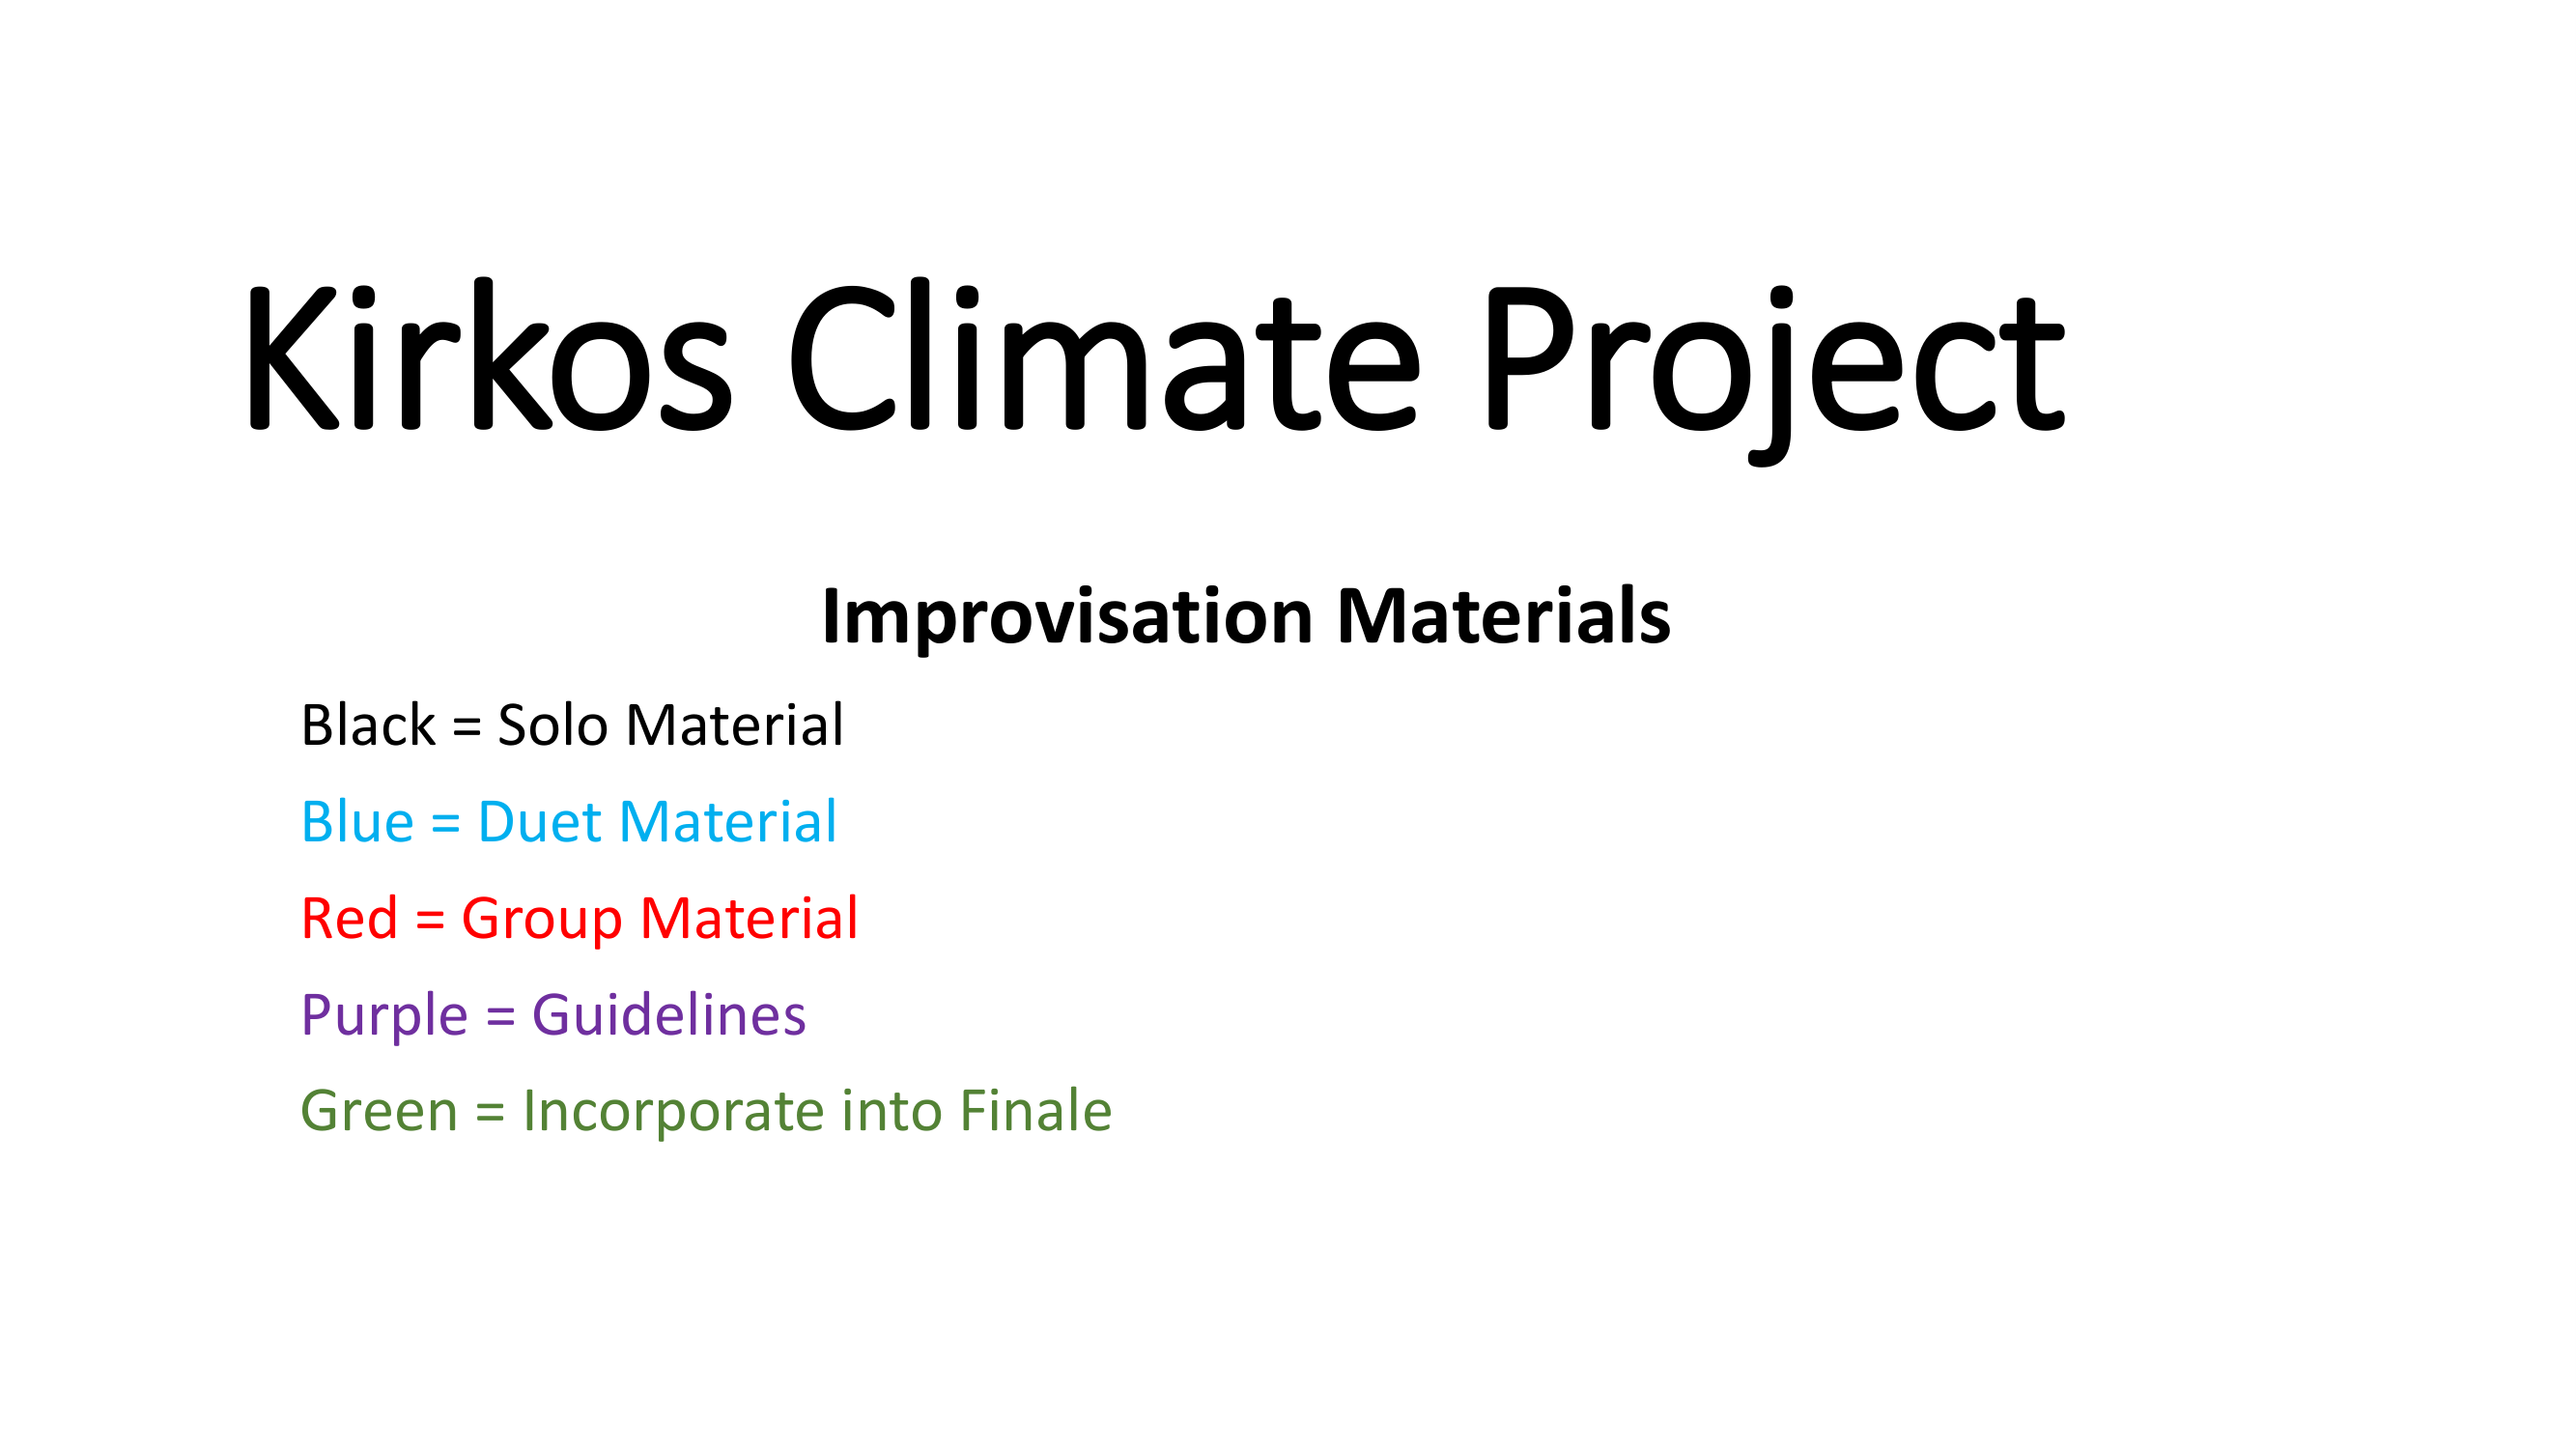 Kirkos Climate Project
Improvisation Materials
Black = Solo Material
Blue = Duet Material
Red = Group Material
Purple = Guidelines
Green = Incorporate into Finale